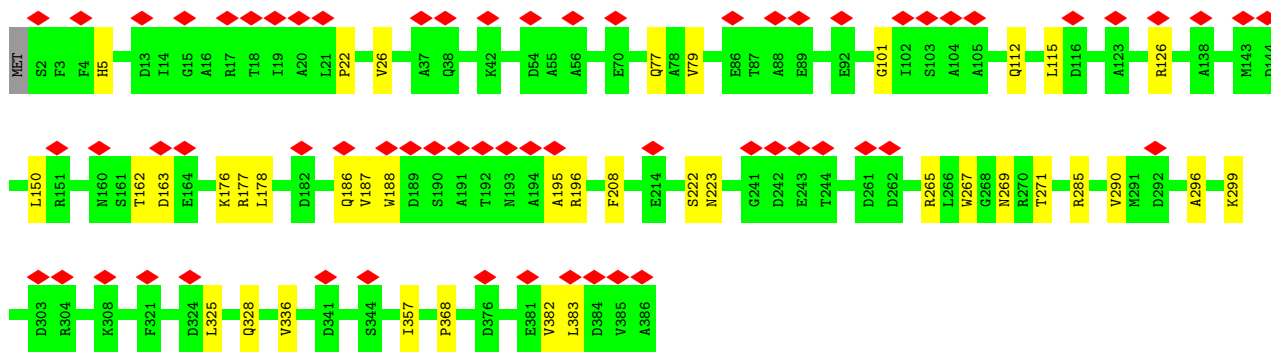 MET S2 F3 F4 H5 D13 I14 G15 A16 R17 T18 I19 A20 L21 P22 V26 A37 Q38 K42 D54 A55 A56 E70 Q77 A78 V79 E86 T87 A88 E89 E92 G101 I102 S103 A104 A105 Q112 L115 D116 A123 R126 A138 M143 D144
L150 R151 N160 S161 T162 D163 E164 K176 R177 L178 D182 Q186 V187 W188 D189 S190 A191 T192 N193 A194 A195 R196 F208 E214 S222 N223 G241 D242 E243 T244 D261 D262 R265 L266 W267 G268 N269 R270 T271 R285 V290 M291 D292 A296 K299
D303 R304 K308 F321 D324 L325 Q328 V336 D341 S344 I357 P368 D376 E381 V382 L383 D384 V385 A386